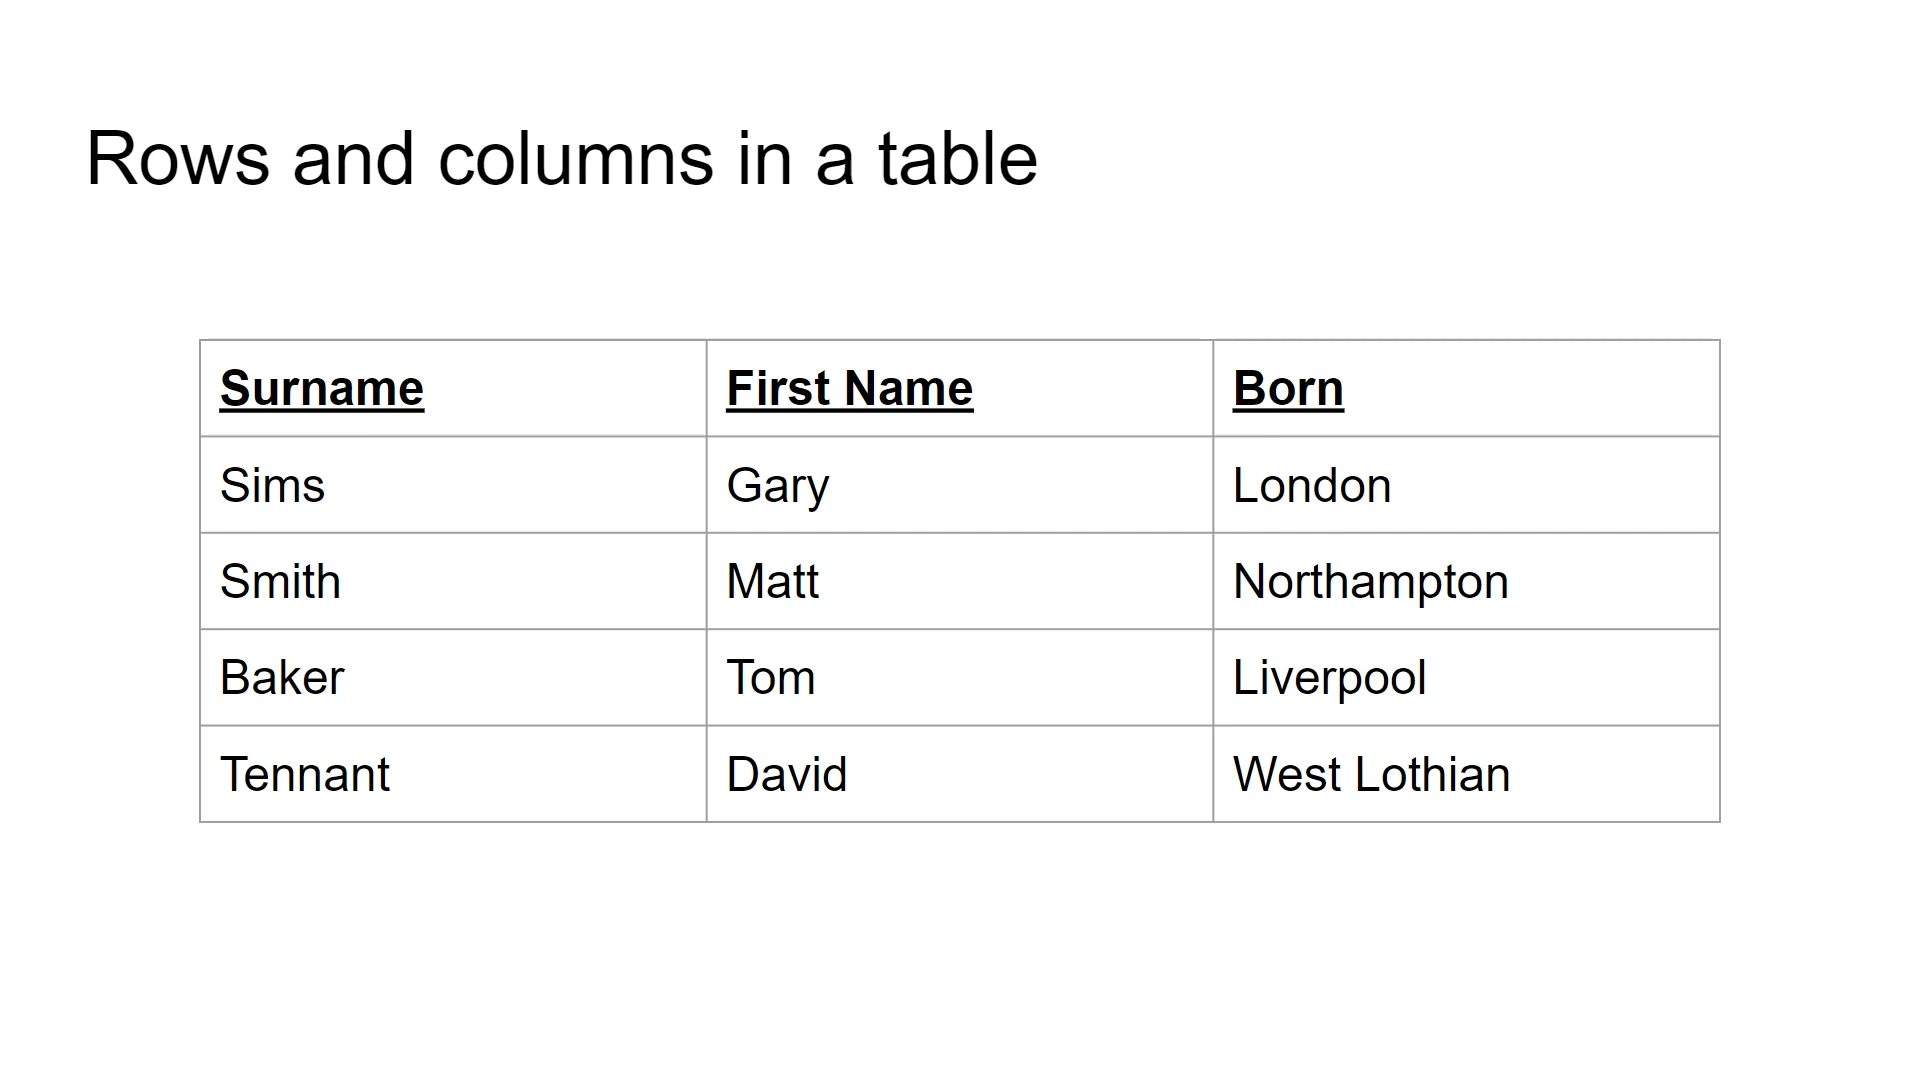 Rows and columns in a table
Surname First Name Born
Sims Gary London
Smith Matt Northampton
Baker Tom Liverpool
Tennant David West Lothian